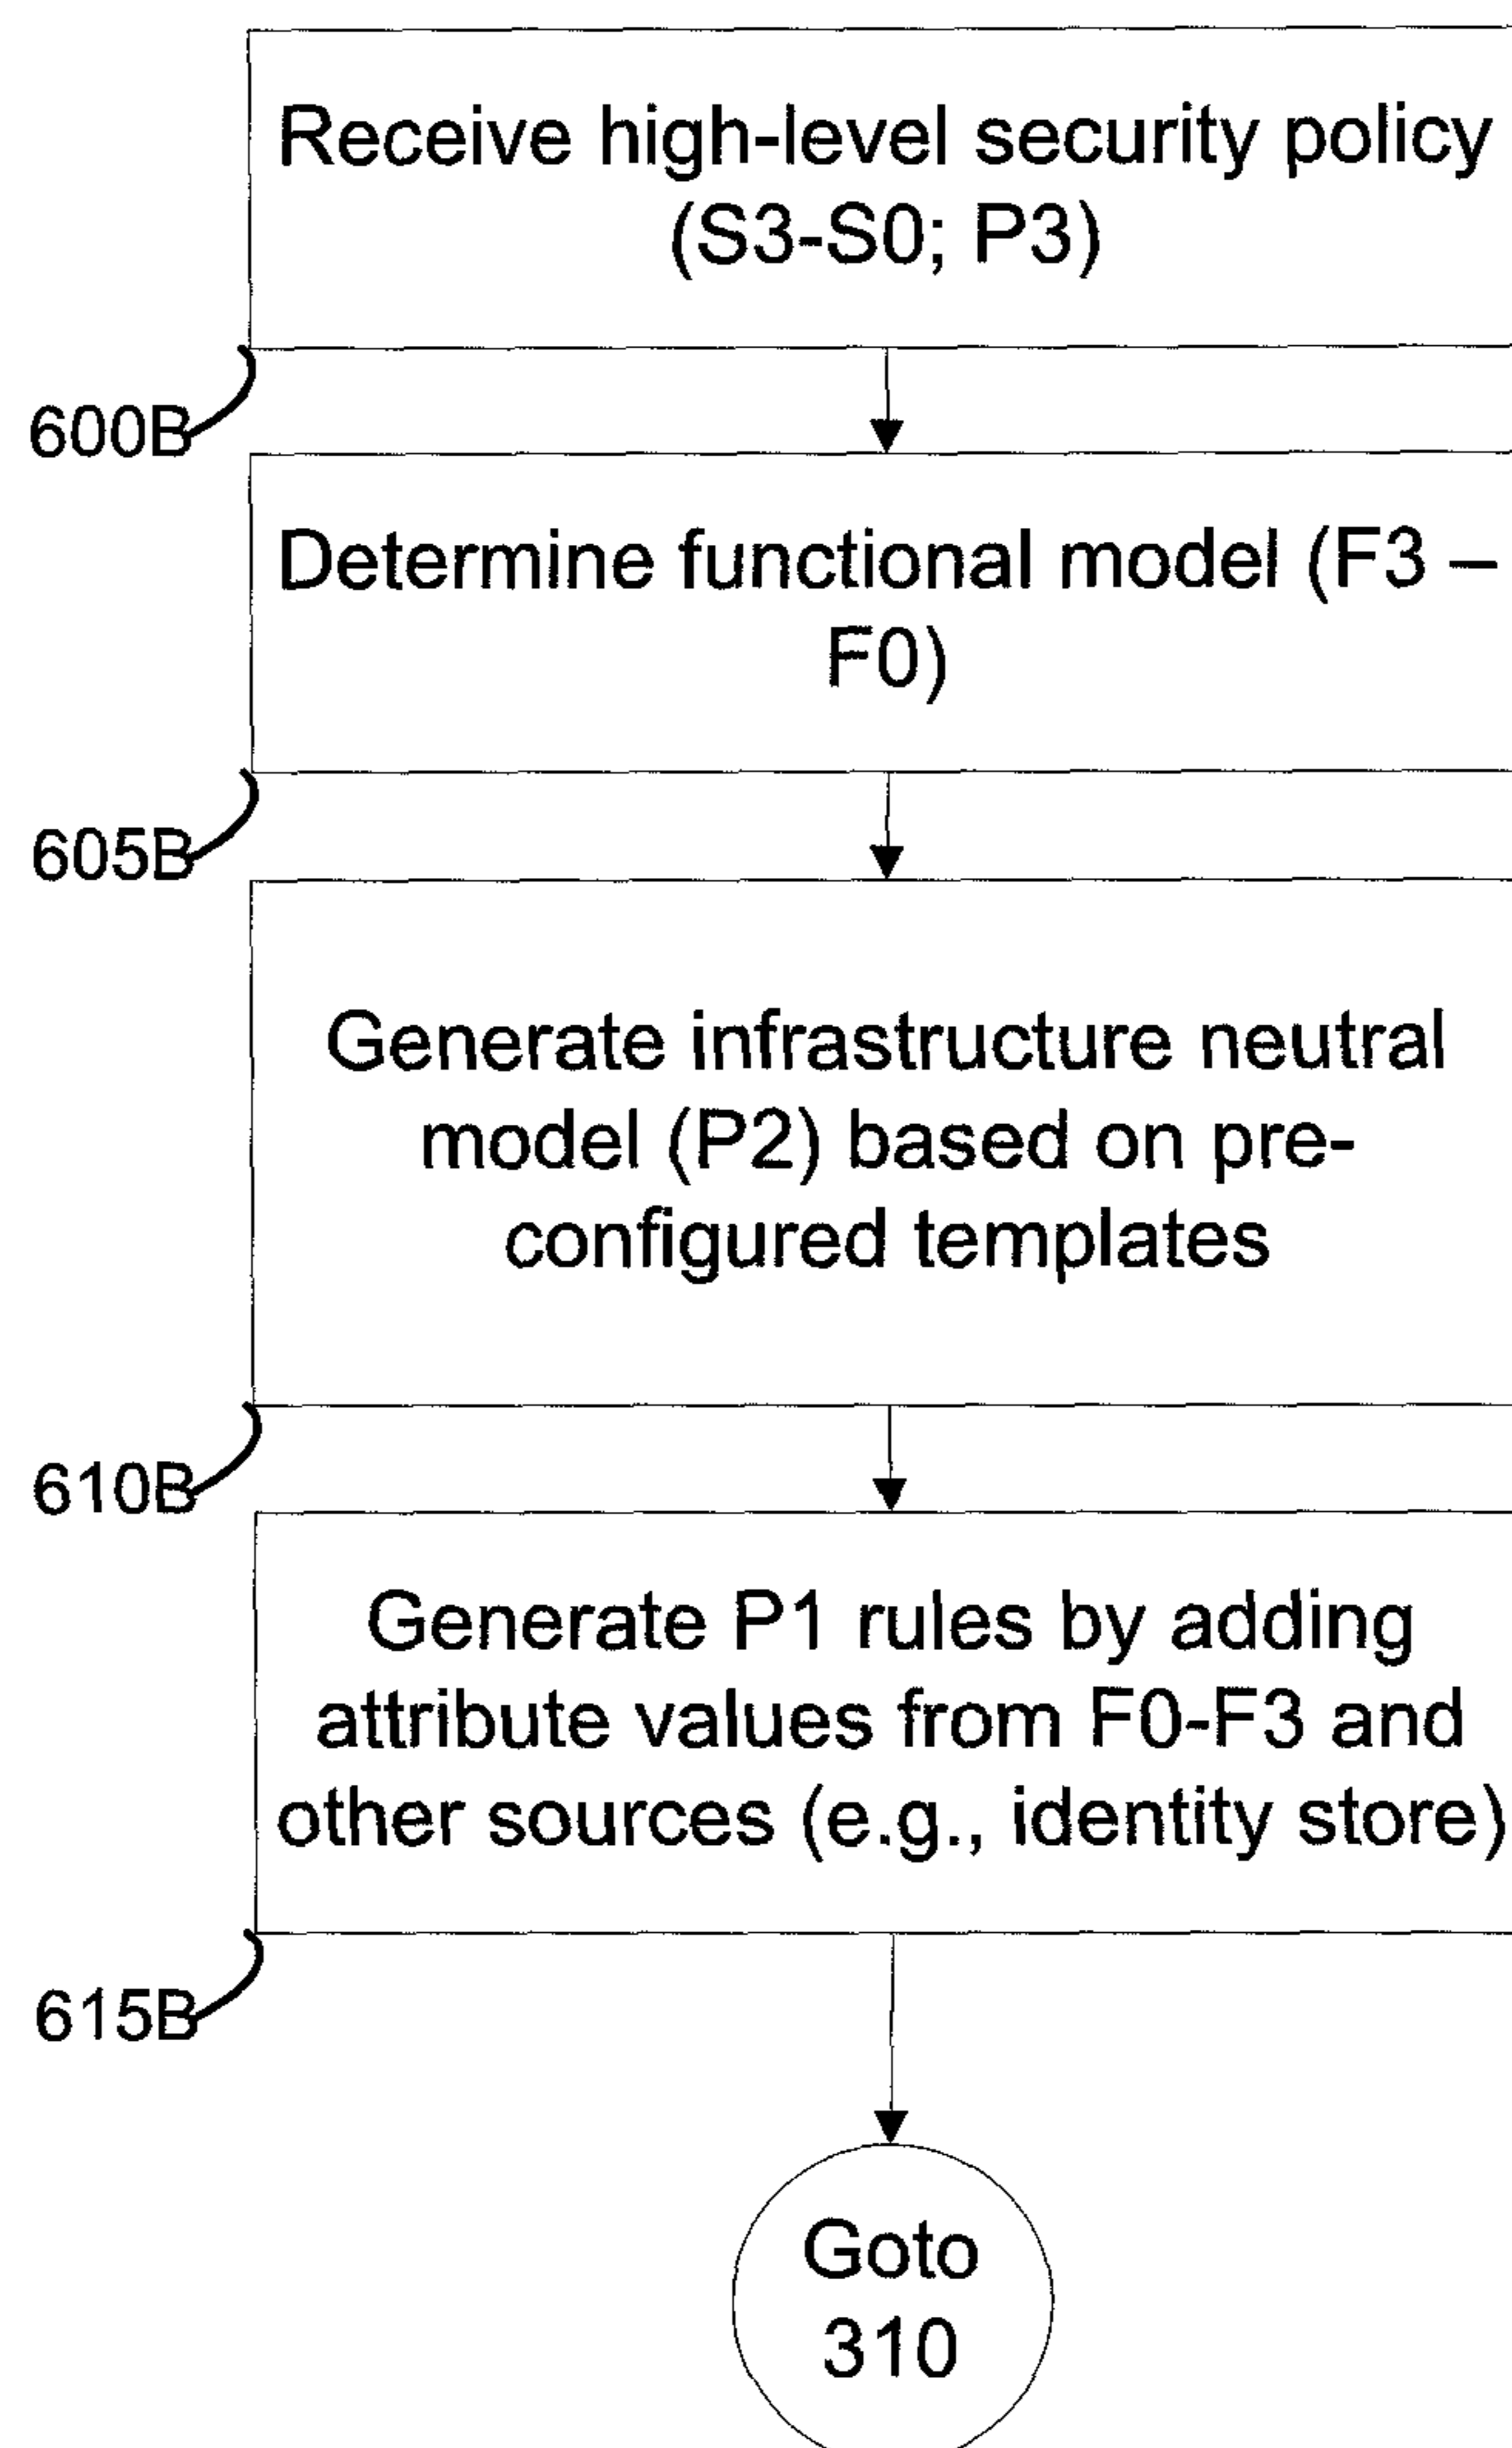 Receive high-level security policy
(S3-S0; P3)
600B
Determine functional model (F3 –
F0)
605B
Generate infrastructure neutral
model (P2) based on pre-
configured templates
610B
Generate P1 rules by adding
attribute values from F0-F3 and
other sources (e.g., identity store)
615B
Goto
310